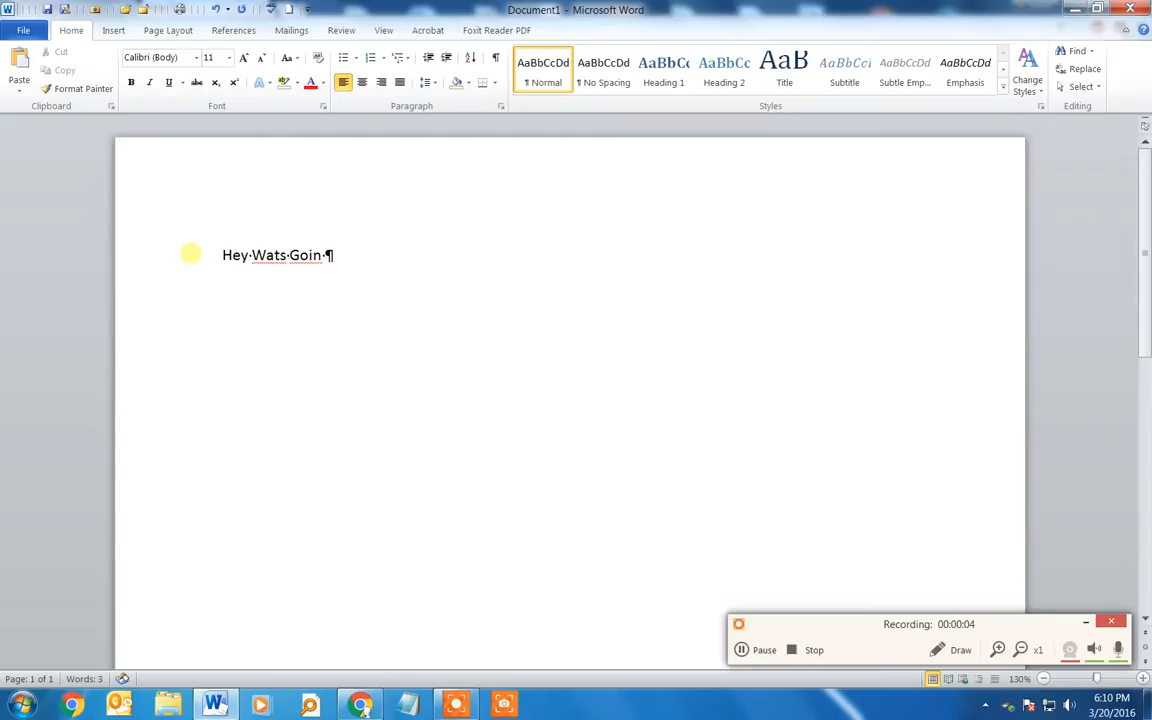 Document1 - Microsoft Word
File Home Insert Page Layout References Mailings Review View Acrobat Foxit Reader PDF
Cut
Copy
Format Painter
Paste
Clipboard
Calibri (Body) 11
Font
Paragraph
AaBbCcDd AaBbCcDd AaBbCc AaBbCc AaB AaBbCcI AaBbCcDd AaBbCcDd
¶ Normal ¶ No Spacing Heading 1 Heading 2 Title Subtitle Subtle Emp... Emphasis
Change Styles
Styles
Find
Replace
Select
Editing
Hey·Wats·Goin·¶
Recording: 00:00:04
Pause Stop Draw x1
Page: 1 of 1 Words: 3 130%
6:10 PM
3/20/2016